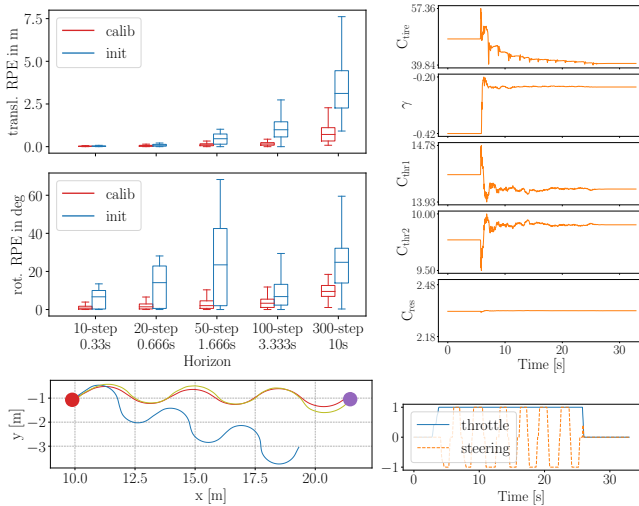 transl. RPE in m
7.5
5.0
2.5
0.0
calib
init
rot. RPE in deg
60
40
20
0
calib
init
10-step 20-step 50-step 100-step 300-step
0.33s 0.666s 1.666s 3.333s 10s
Horizon
C_tire
57.36
39.84
γ
-0.20
-0.42
C_thr1
14.78
13.93
C_thr2
10.00
9.50
C_res
2.48
2.18
0 10 20 30
Time [s]
y [m]
−1
−2
−3
10.0 12.5 15.0 17.5 20.0
x [m]
1
0
−1
throttle
steering
0 10 20 30
Time [s]